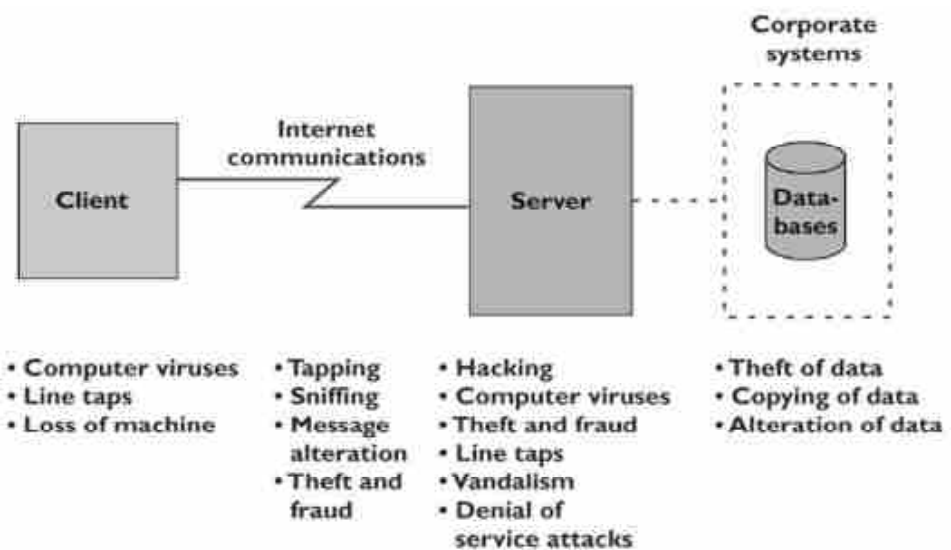 Corporate
systems
Internet
communications
Client
Server
Data-
bases
• Computer viruses
• Line taps
• Loss of machine
• Tapping
• Sniffing
• Message
alteration
• Theft and
fraud
• Hacking
• Computer viruses
• Theft and fraud
• Line taps
• Vandalism
• Denial of
service attacks
• Theft of data
• Copying of data
• Alteration of data